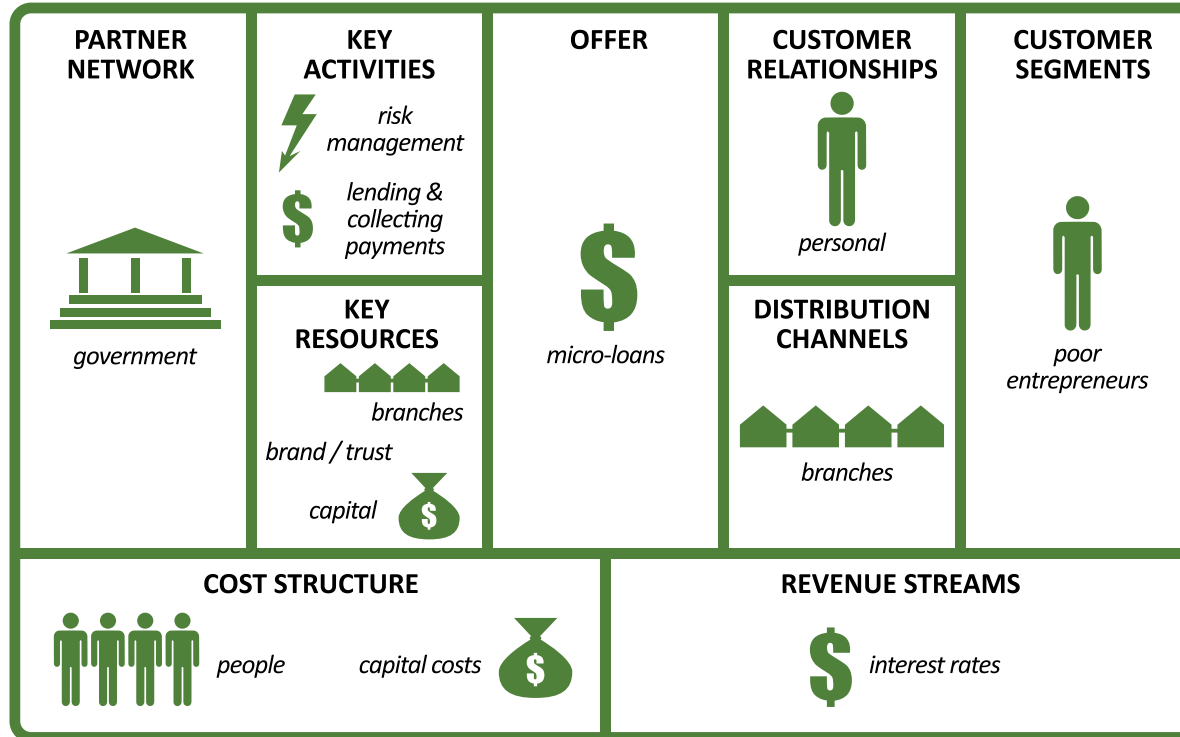 PARTNER
NETWORK
government
KEY
ACTIVITIES
risk
management
$
lending &
collecting
payments
KEY
RESOURCES
branches
brand / trust
capital
$
OFFER
$
micro-loans
CUSTOMER
RELATIONSHIPS
personal
DISTRIBUTION
CHANNELS
branches
CUSTOMER
SEGMENTS
poor
entrepreneurs
COST STRUCTURE
people
capital costs
$
REVENUE STREAMS
$
interest rates